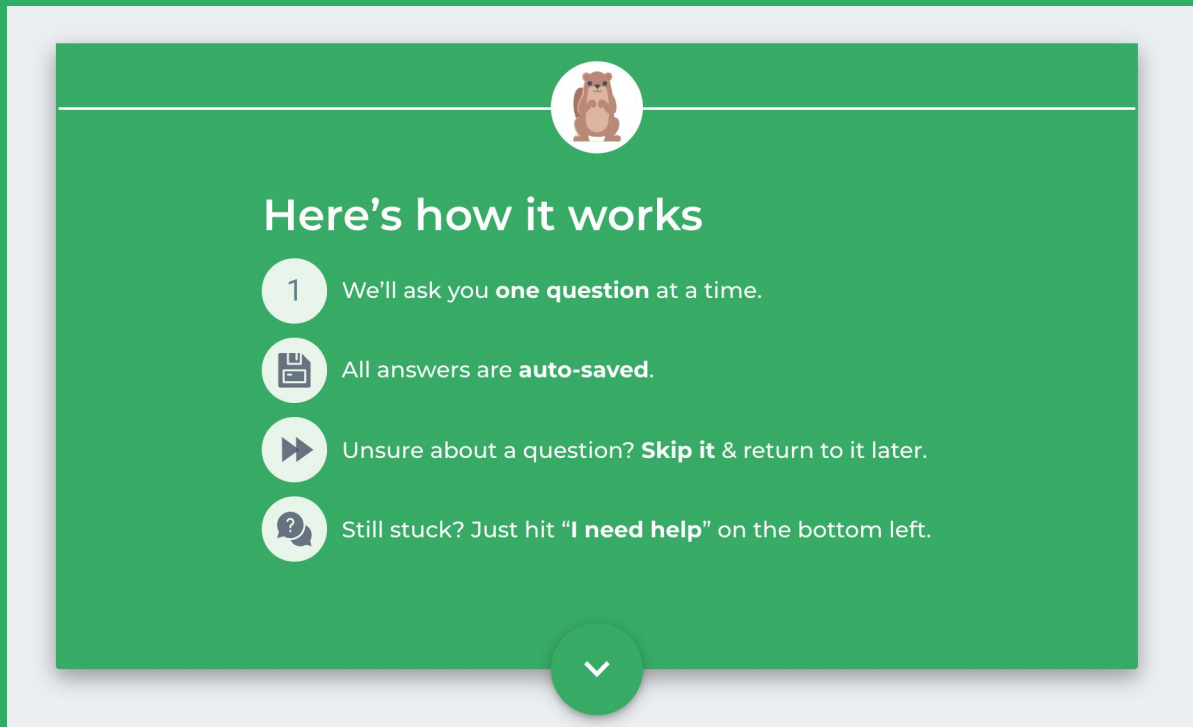 Here’s how it works
1
We’ll ask you one question at a time.
All answers are auto-saved.
Unsure about a question? Skip it & return to it later.
?
Still stuck? Just hit “I need help” on the bottom left.